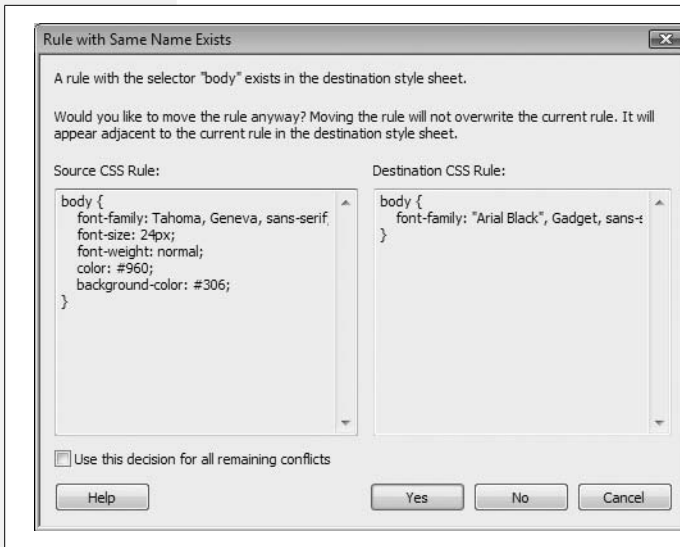 Rule with Same Name Exists
A rule with the selector "body" exists in the destination style sheet.
Would you like to move the rule anyway? Moving the rule will not overwrite the current rule. It will
appear adjacent to the current rule in the destination style sheet.
Source CSS Rule:
body {
font-family: Tahoma, Geneva, sans-serif;
font-size: 24px;
font-weight: normal;
color: #960;
background-color: #306;
}
Destination CSS Rule:
body {
font-family: "Arial Black", Gadget, sans-
}
Use this decision for all remaining conflicts
Help
Yes
No
Cancel